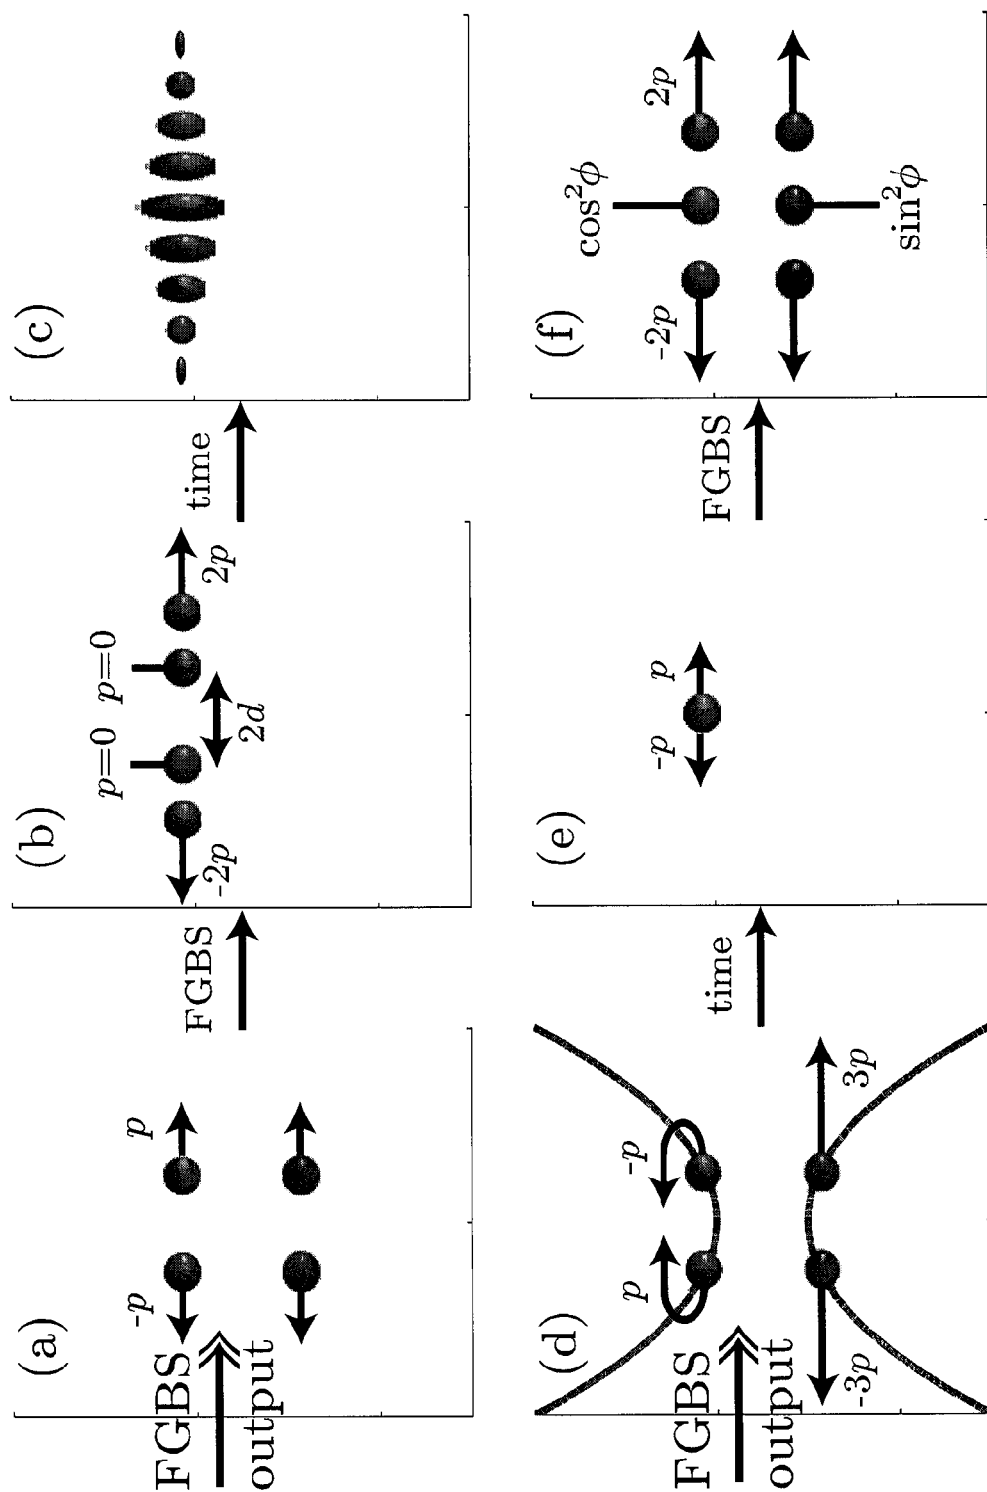 (a)
-p
p
FGBS
output
FGBS
(b)
p=0
p=0
-2p
2p
2d
time
(c)
(d)
p
-p
FGBS
output
-3p
3p
time
(e)
-p
p
FGBS
(f)
cos²ϕ
-2p
2p
sin²ϕ